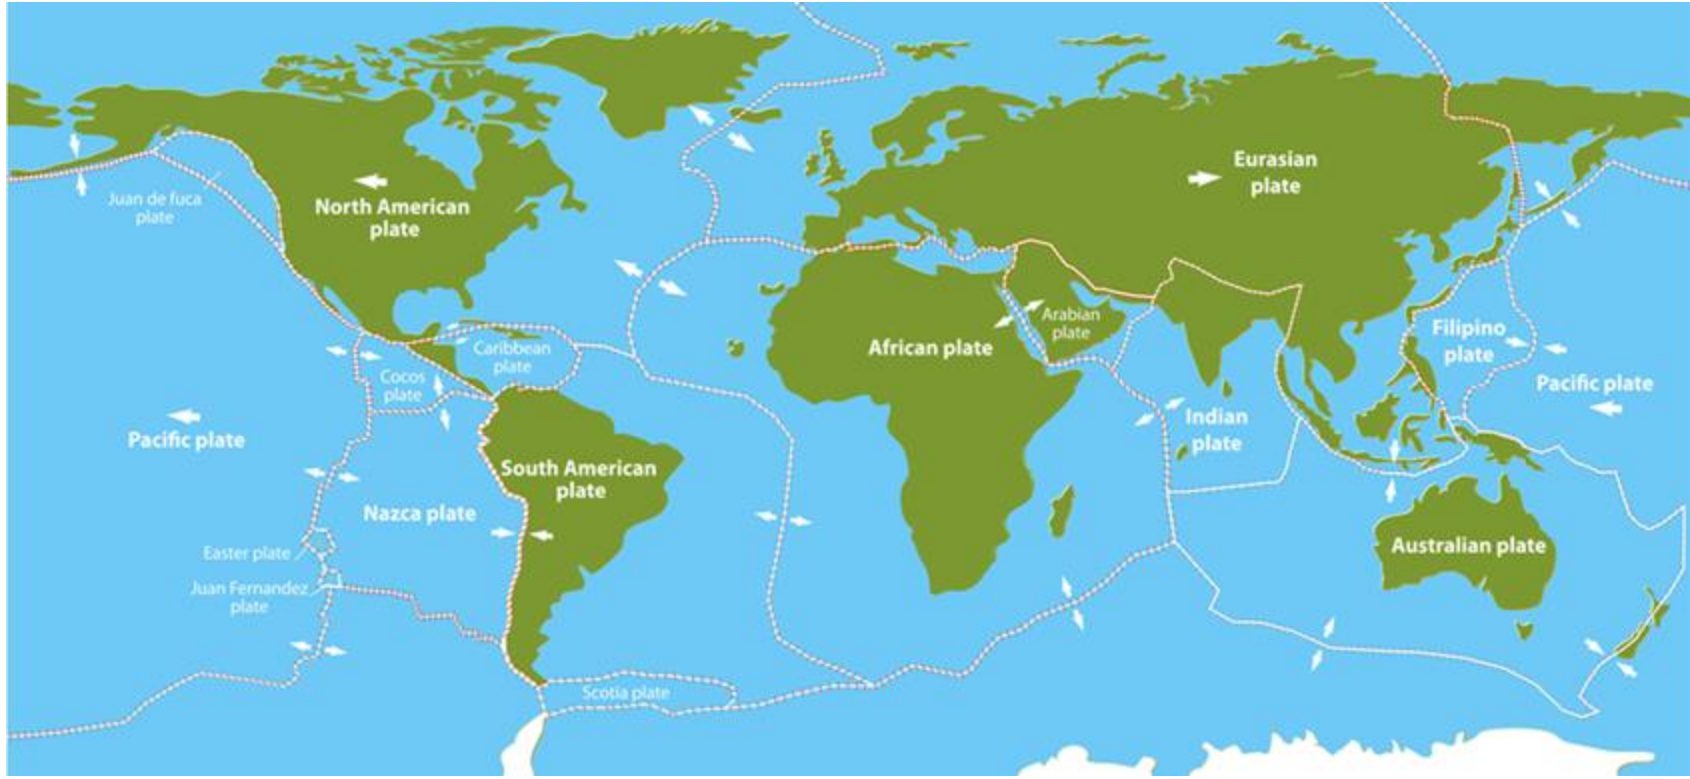 Juan de fuca
plate
North American
plate
Eurasian
plate
Caribbean
plate
Cocos
plate
Pacific plate
South American
plate
Nazca plate
Easter plate
Juan Fernandez
plate
Scotia plate
African plate
Arabian
plate
Indian
plate
Filipino
plate
Pacific plate
Australian plate